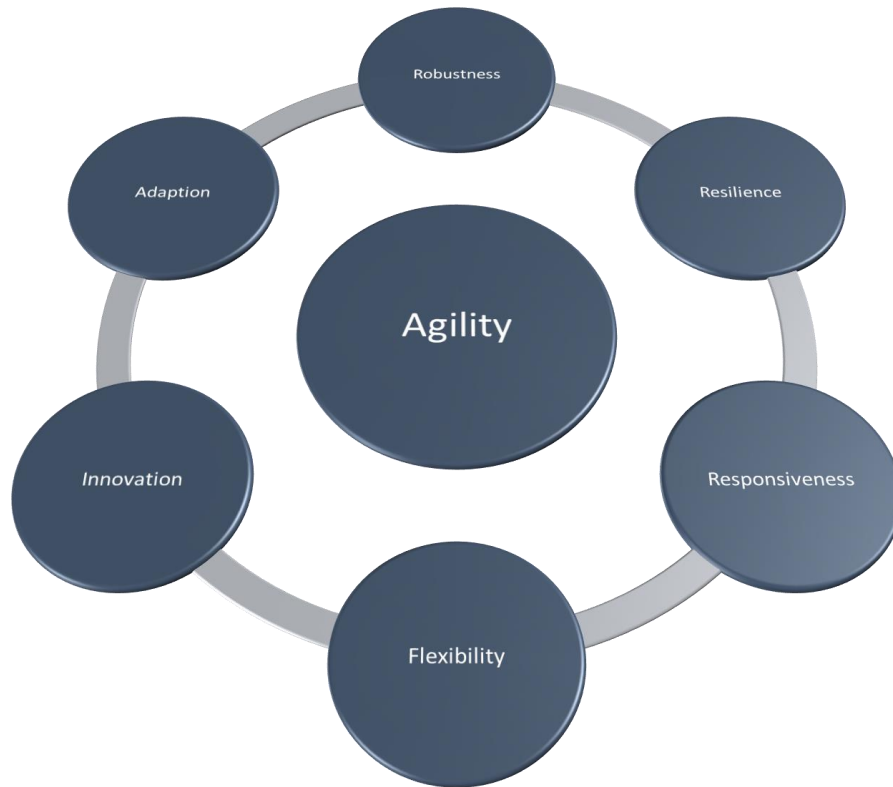 Robustness
Adaption
Resilience
Agility
Innovation
Responsiveness
Flexibility